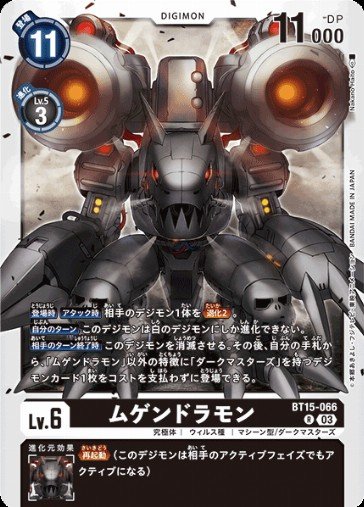 登場
DIGIMON
11
11000
-DP
進化
Lv.5
3
Nakano Haito
BANDAI MADE IN JAPAN
登場時 アタック時 相手のデジモン1体を 退化2 。
自分のターン このデジモンは白のデジモンにしか進化できない。
相手のターン終了時 このデジモンを消滅させる。その後、自分の手札
から、「ムゲンドラモン」以外の特徴に「ダークマスターズ」を持つデジ
モンカード1枚をコストを支払わずに登場できる。
BT15-066
Lv.6
ムゲンドラモン
R 03
究極体 | ウィルス種 | マシーン型/ダークマスターズ
進化元効果
再起動 (このデジモンは相手のアクティブフェイズでもア
クティブになる)